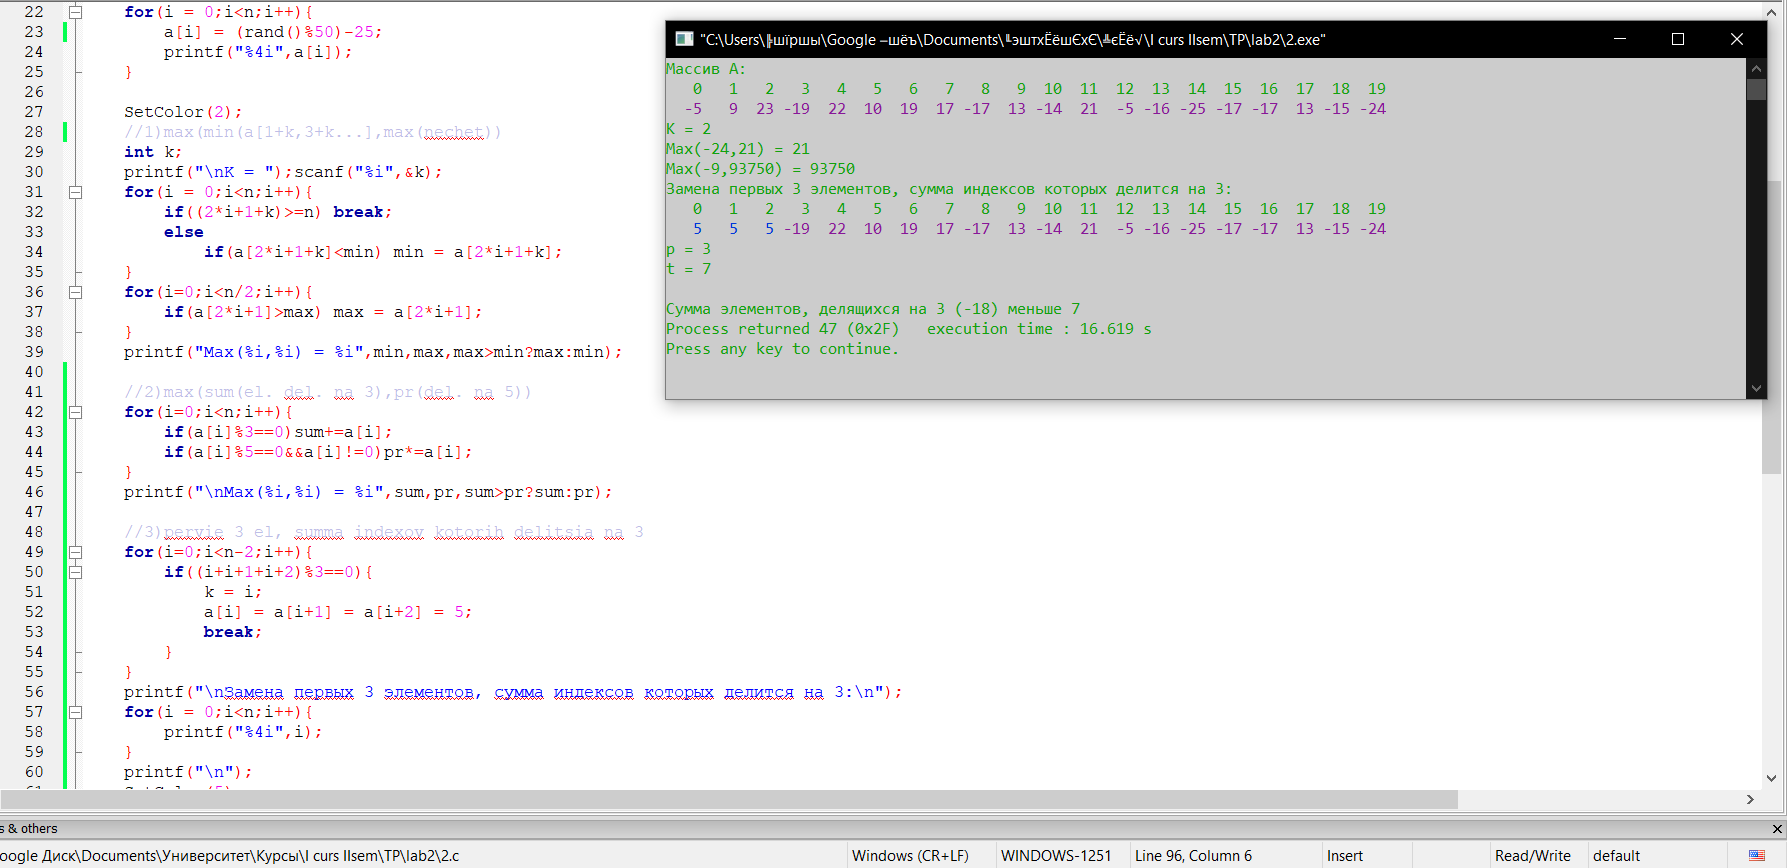 22 for(i = 0;i<n;i++){
23 a[i] = (rand()%50)-25;
24 printf("%4i",a[i]);
25 }
26
27 SetColor(2);
28 //1)max(min(a[1+k,3+k...],max(nechet))
29 int k;
30 printf("\nK = ");scanf("%i",&k);
31 for(i = 0;i<n;i++){
32 if((2*i+1+k)>=n) break;
33 else
34 if(a[2*i+1+k]<min) min = a[2*i+1+k];
35 }
36 for(i=0;i<n/2;i++){
37 if(a[2*i+1]>max) max = a[2*i+1];
38 }
39 printf("Max(%i,%i) = %i",min,max,max>min?max:min);
40
41 //2)max(sum(el. del. na 3),pr(del. na 5))
42 for(i=0;i<n;i++){
43 if(a[i]%3==0)sum+=a[i];
44 if(a[i]%5==0&&a[i]!=0)pr*=a[i];
45 }
46 printf("\nMax(%i,%i) = %i",sum,pr,sum>pr?sum:pr);
47
48 //3)pervie 3 el, summa indexov kotorih delitsia na 3
49 for(i=0;i<n-2;i++){
50 if((i+i+1+i+2)%3==0){
51 k = i;
52 a[i] = a[i+1] = a[i+2] = 5;
53 break;
54 }
55 }
56 printf("\nЗамена первых 3 элементов, сумма индексов которых делится на 3:\n");
57 for(i = 0;i<n;i++){
58 printf("%4i",i);
59 }
60 printf("\n");
"C:\Users\╠шїршы\Google –шёъ\Documents\╙эштхЁёшЄхЄ\╩єЁё√\I curs IIsem\TP\lab2\2.exe"
Массив A:
0 1 2 3 4 5 6 7 8 9 10 11 12 13 14 15 16 17 18 19
-5 9 23 -19 22 10 19 17 -17 13 -14 21 -5 -16 -25 -17 -17 13 -15 -24
K = 2
Max(-24,21) = 21
Max(-9,93750) = 93750
Замена первых 3 элементов, сумма индексов которых делится на 3:
0 1 2 3 4 5 6 7 8 9 10 11 12 13 14 15 16 17 18 19
5 5 5 -19 22 10 19 17 -17 13 -14 21 -5 -16 -25 -17 -17 13 -15 -24
p = 3
t = 7
Сумма элементов, делящихся на 3 (-18) меньше 7
Process returned 47 (0x2F) execution time : 16.619 s
Press any key to continue.
s & others
oogle Диск\Documents\Университет\Курсы\I curs IIsem\TP\lab2\2.c Windows (CR+LF) WINDOWS-1251 Line 96, Column 6 Insert Read/Write default